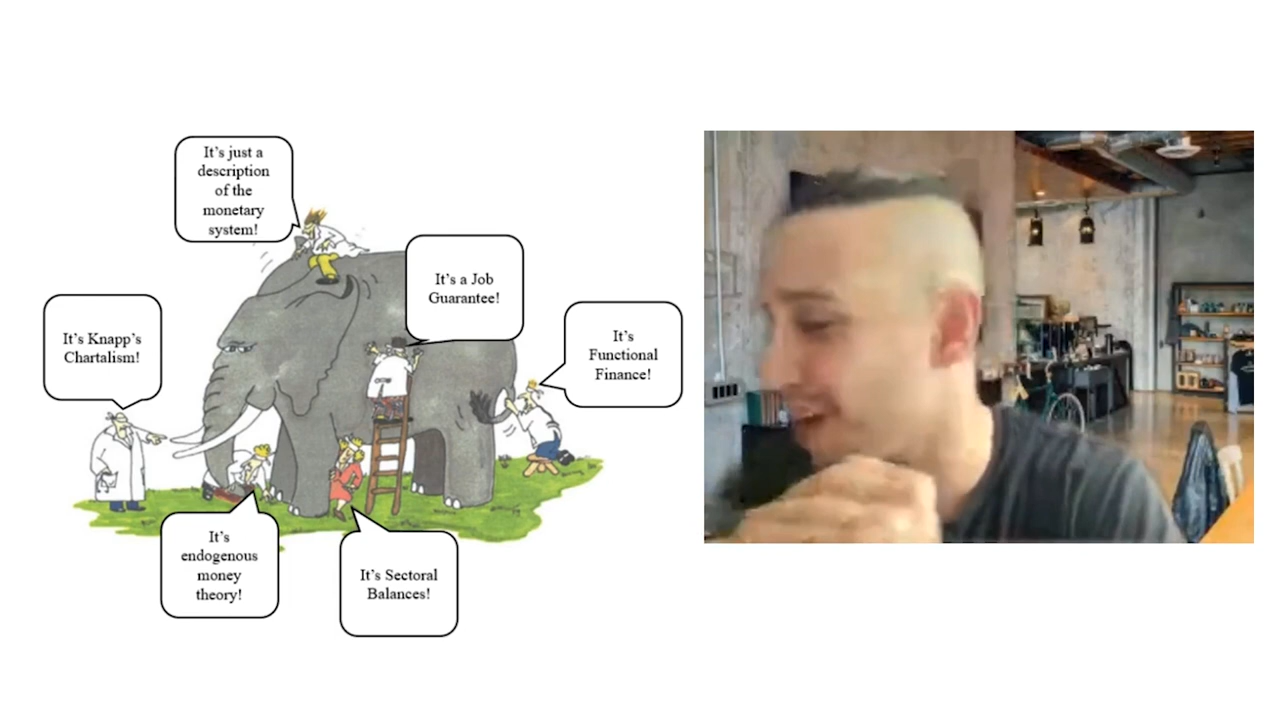 It’s just a
description
of the
monetary
system!
It’s a Job
Guarantee!
It’s Knapp’s
Chartalism!
It’s
Functional
Finance!
It’s
endogenous
money
theory!
It’s Sectoral
Balances!